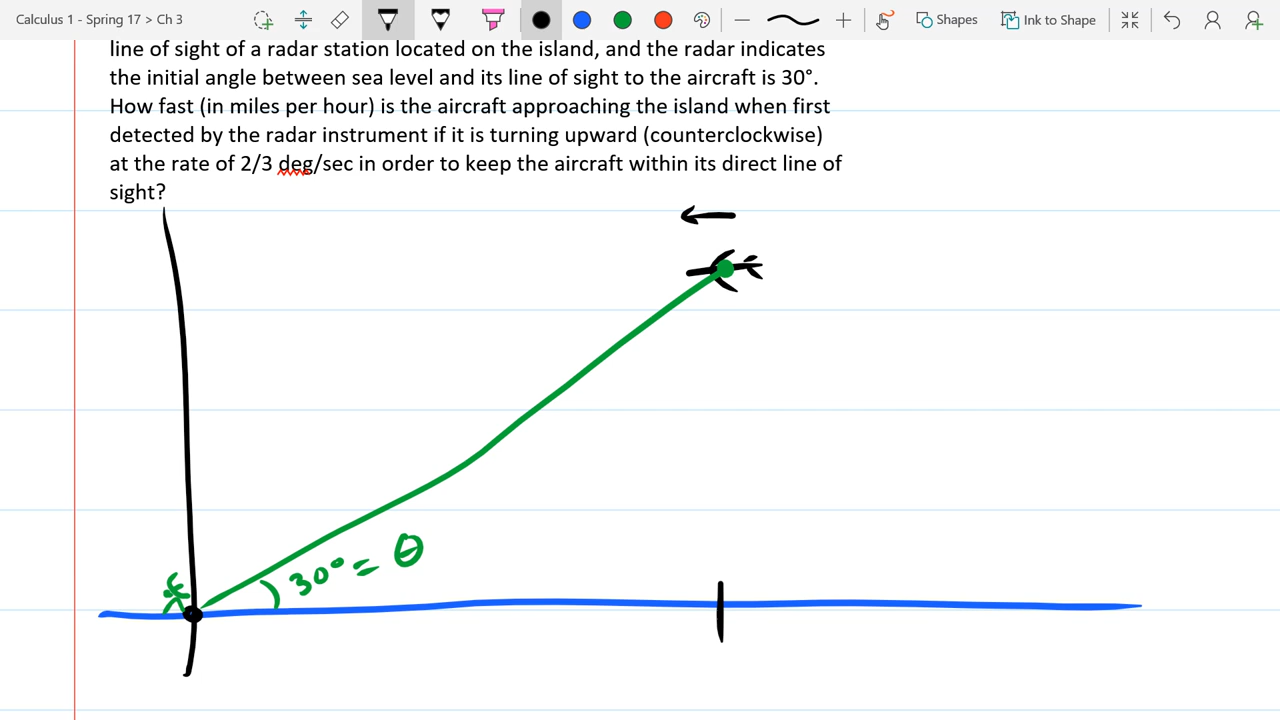 Calculus 1 - Spring 17 > Ch 3
Shapes
Ink to Shape
line of sight of a radar station located on the island, and the radar indicates
the initial angle between sea level and its line of sight to the aircraft is 30°.
How fast (in miles per hour) is the aircraft approaching the island when first
detected by the radar instrument if it is turning upward (counterclockwise)
at the rate of 2/3 deg/sec in order to keep the aircraft within its direct line of
sight?
30° = θ